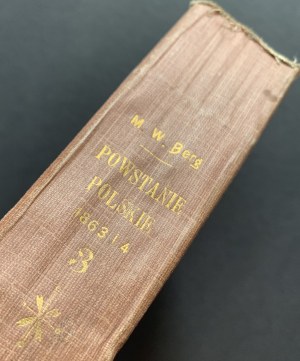 M. W. Berg
POWSTANIE
POLSKIE
1863 i 4
3